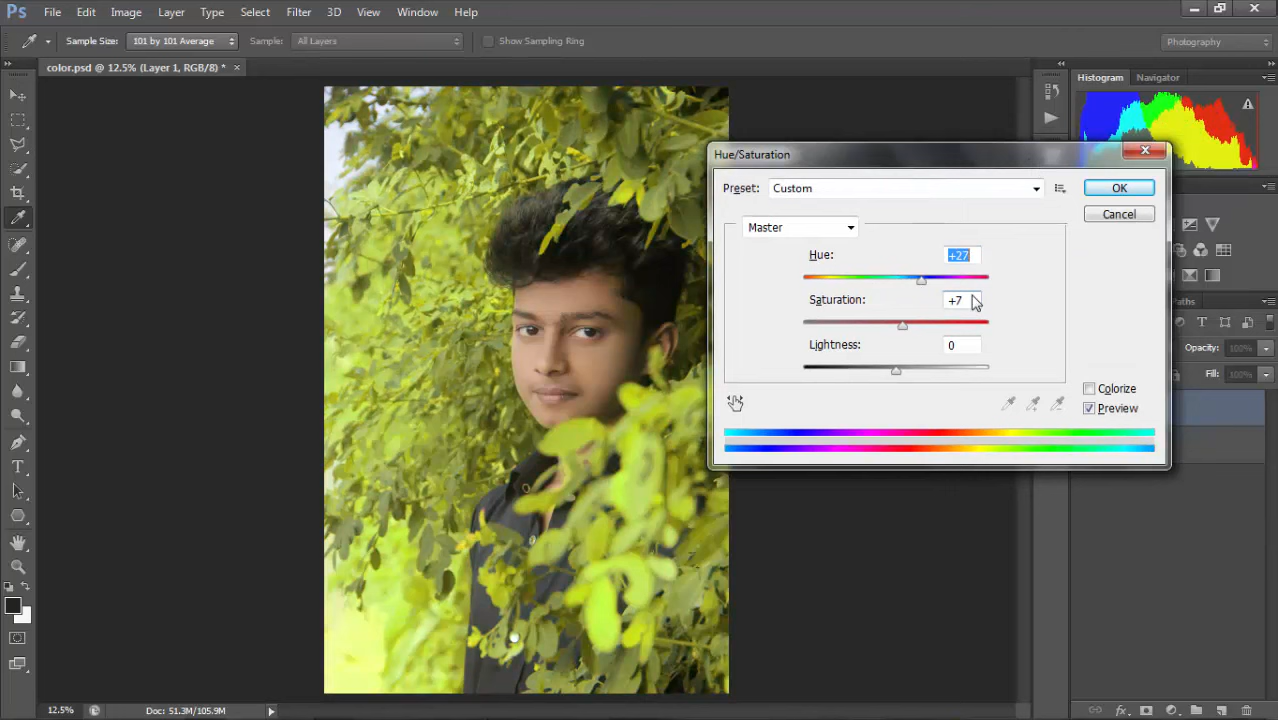 Ps File Edit Image Layer Type Select Filter 3D View Window Help
Sample Size: 101 by 101 Average Sample: All Layers Show Sampling Ring Photography
color.psd @ 12.5% (Layer 1, RGB/8) * × Histogram Navigator
Hue/Saturation
Preset: Custom OK
Cancel
Master
Hue: +27
Saturation: +7
Lightness: 0
Colorize
Preview
Paths
Opacity: 100%
Fill: 100%
12.5% Doc: 51.3M/105.9M